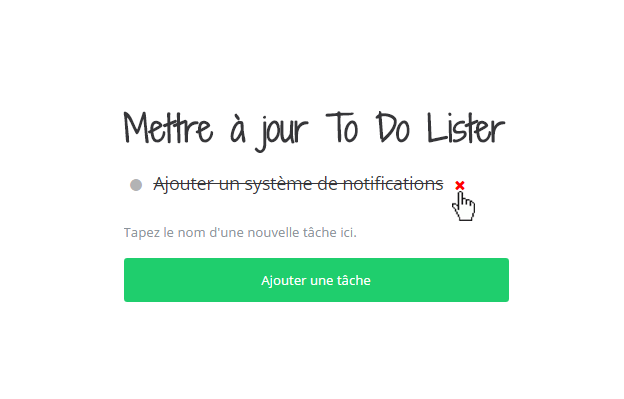 Mettre à jour To Do Lister
Ajouter un système de notifications
Tapez le nom d'une nouvelle tâche ici.
Ajouter une tâche